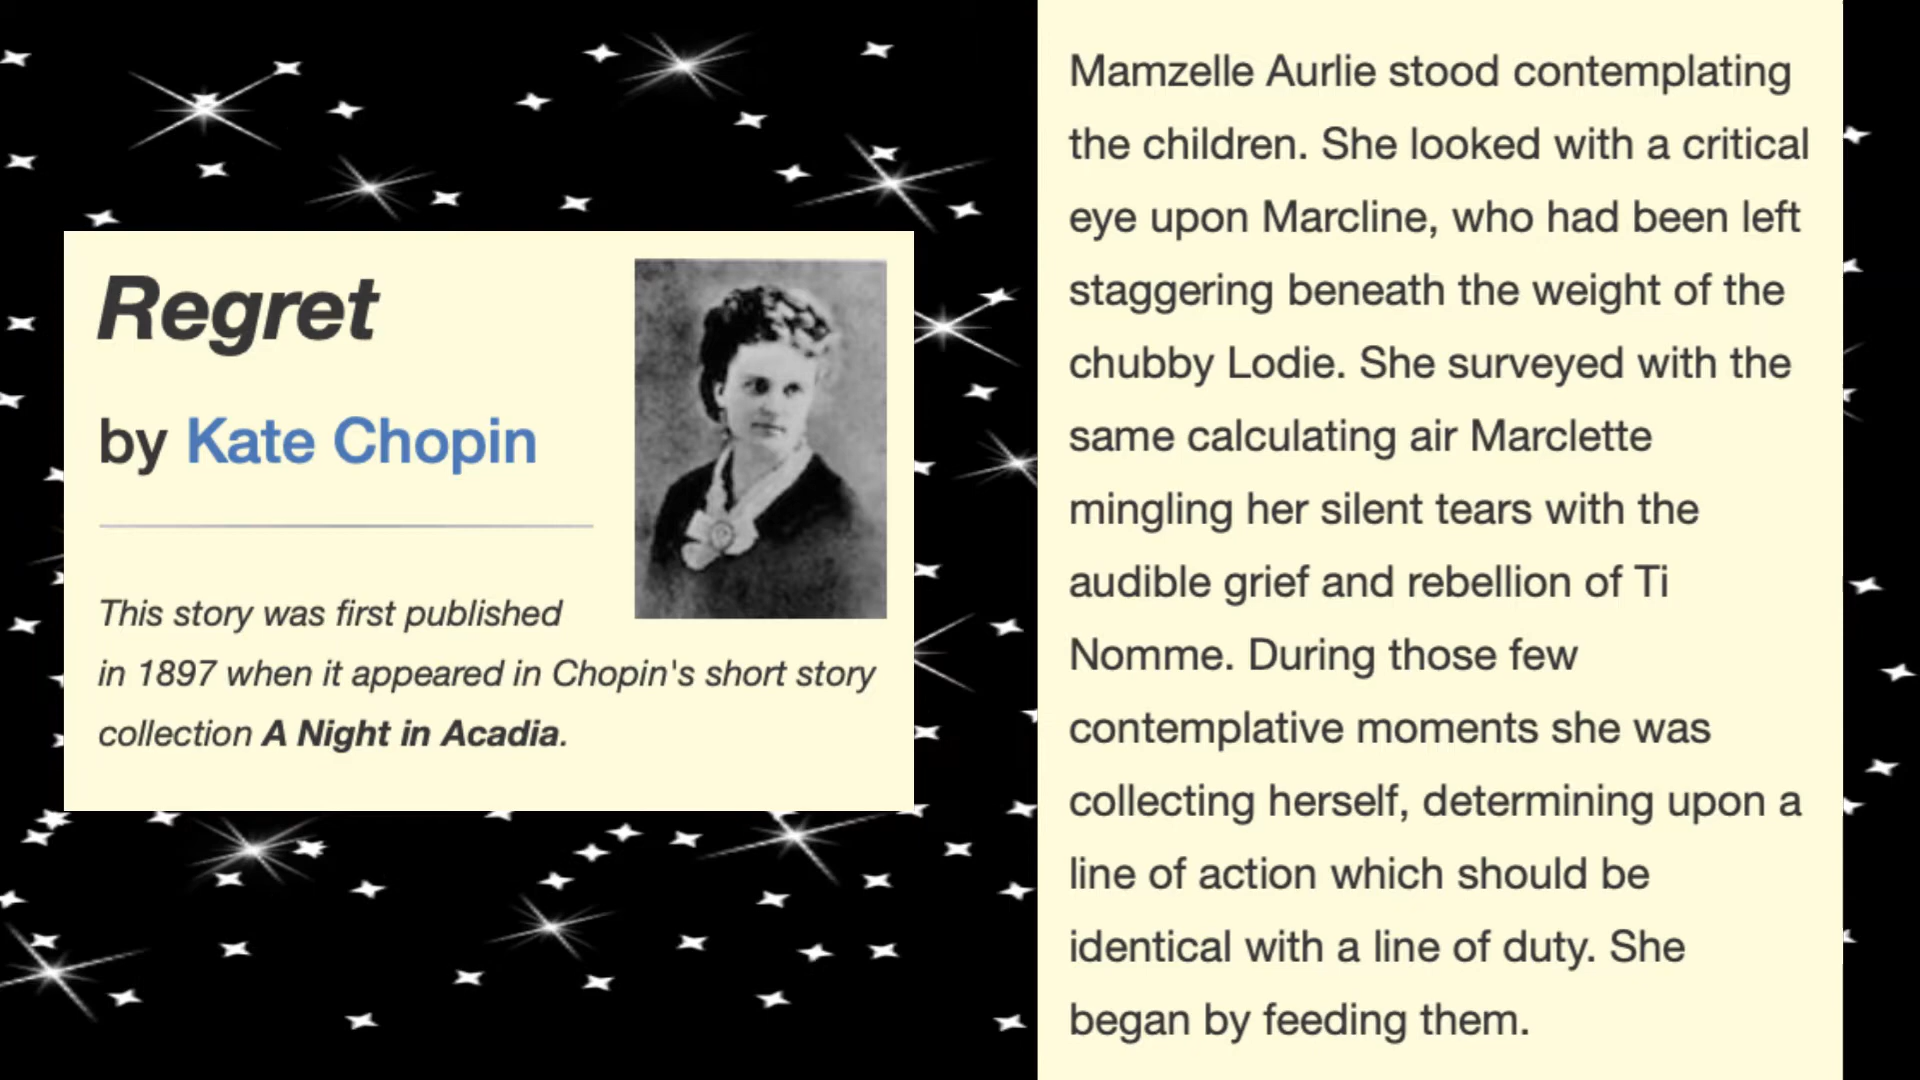 Regret
by Kate Chopin
This story was first published
in 1897 when it appeared in Chopin's short story
collection A Night in Acadia.
Mamzelle Aurlie stood contemplating
the children. She looked with a critical
eye upon Marcline, who had been left
staggering beneath the weight of the
chubby Lodie. She surveyed with the
same calculating air Marclette
mingling her silent tears with the
audible grief and rebellion of Ti
Nomme. During those few
contemplative moments she was
collecting herself, determining upon a
line of action which should be
identical with a line of duty. She
began by feeding them.